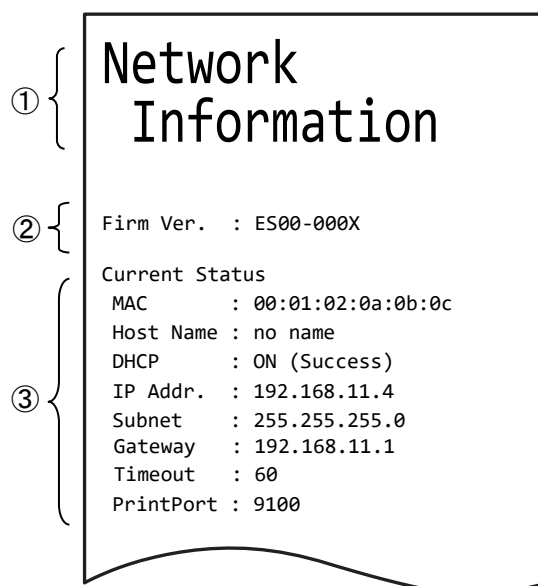 ①
Network
Information
②
Firm Ver. : ES00-000X
③
Current Status
MAC : 00:01:02:0a:0b:0c
Host Name : no name
DHCP : ON (Success)
IP Addr. : 192.168.11.4
Subnet : 255.255.255.0
Gateway : 192.168.11.1
Timeout : 60
PrintPort : 9100